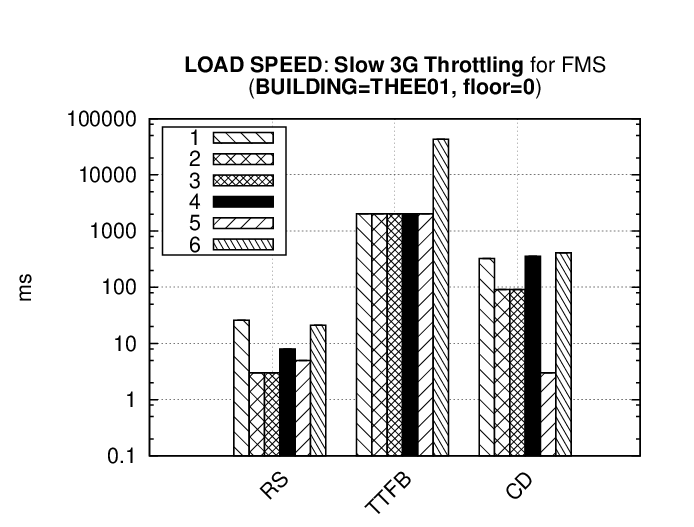 LOAD SPEED: Slow 3G Throttling for FMS
(BUILDING=THEE01, floor=0)
100000
10000
1000
100
10
1
0.1
ms
1
2
3
4
5
6
RS
TTFB
CD